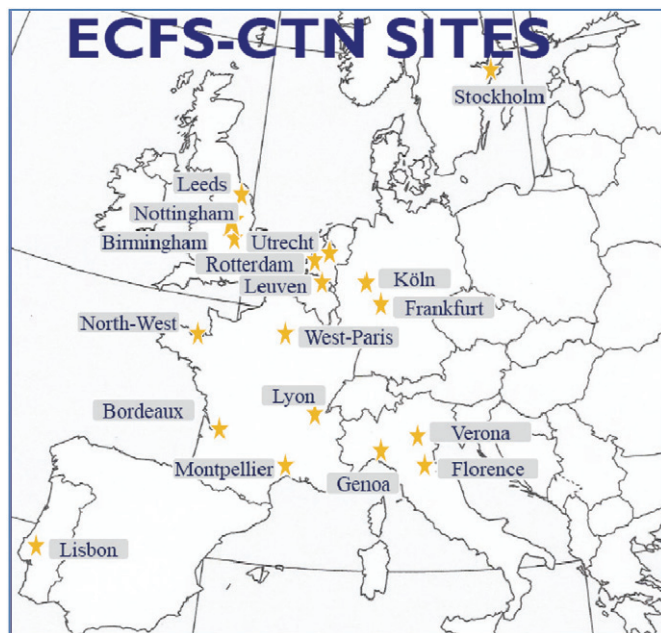 ECFS-CTN SITES
Stockholm
Leeds
Nottingham
Birmingham
Utrecht
Rotterdam
Leuven
Köln
Frankfurt
North-West
West-Paris
Lyon
Bordeaux
Verona
Montpellier
Genoa
Florence
Lisbon